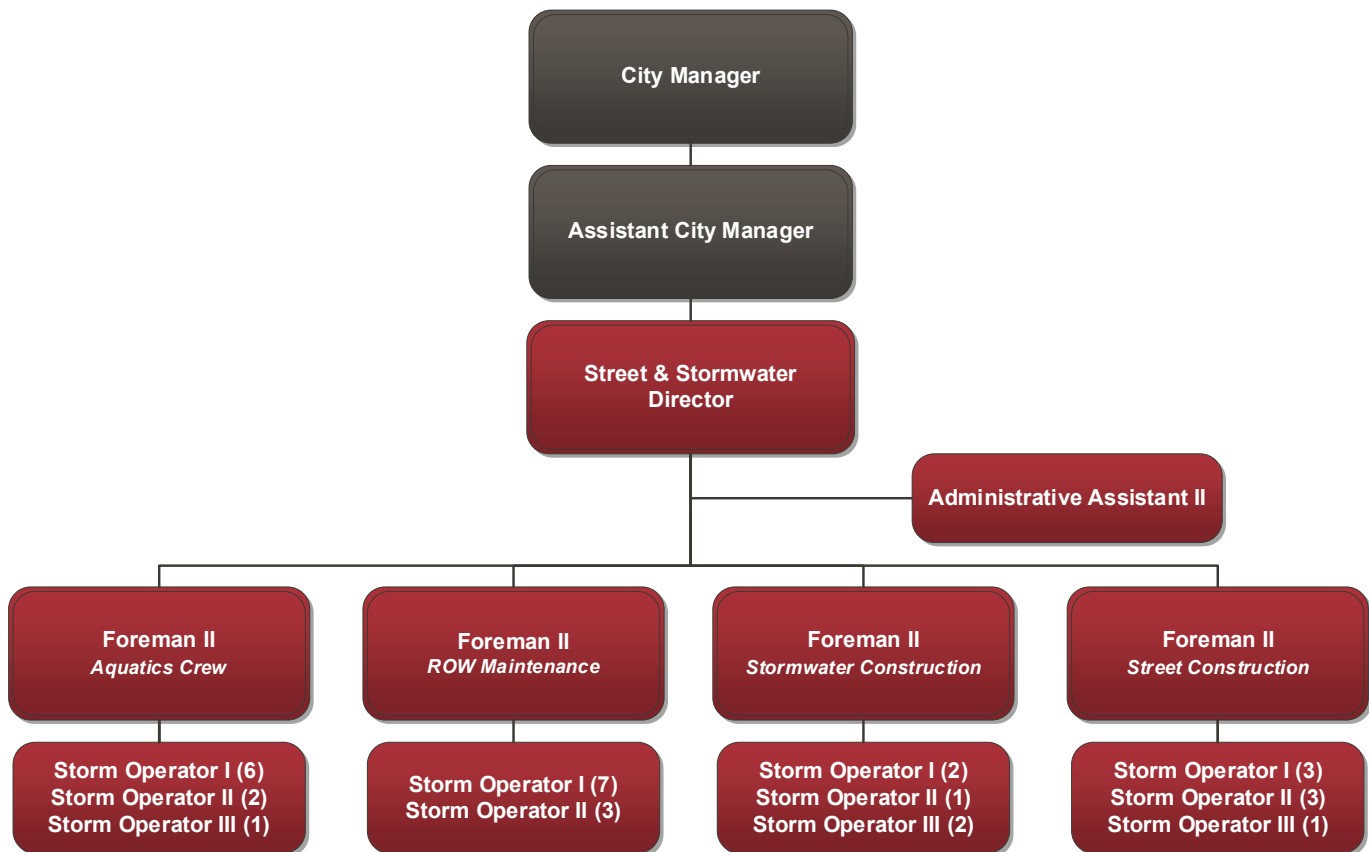 City Manager
Assistant City Manager
Street & Stormwater
Director
Administrative Assistant II
Foreman II
Aquatics Crew
Foreman II
ROW Maintenance
Foreman II
Stormwater Construction
Foreman II
Street Construction
Storm Operator I (6)
Storm Operator II (2)
Storm Operator III (1)
Storm Operator I (7)
Storm Operator II (3)
Storm Operator I (2)
Storm Operator II (1)
Storm Operator III (2)
Storm Operator I (3)
Storm Operator II (3)
Storm Operator III (1)